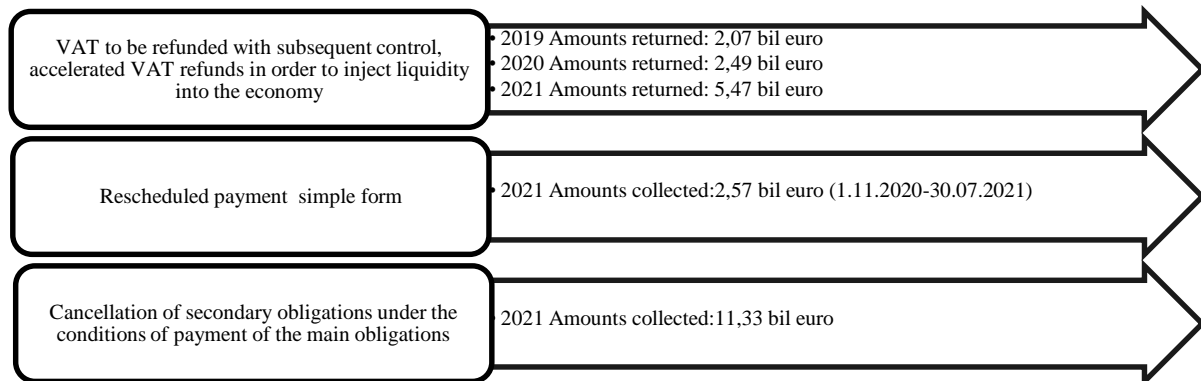 VAT to be refunded with subsequent control,
accelerated VAT refunds in order to inject liquidity
into the economy
• 2019 Amounts returned: 2,07 bil euro
• 2020 Amounts returned: 2,49 bil euro
• 2021 Amounts returned: 5,47 bil euro
Rescheduled payment simple form
• 2021 Amounts collected:2,57 bil euro (1.11.2020-30.07.2021)
Cancellation of secondary obligations under the
conditions of payment of the main obligations
• 2021 Amounts collected:11,33 bil euro